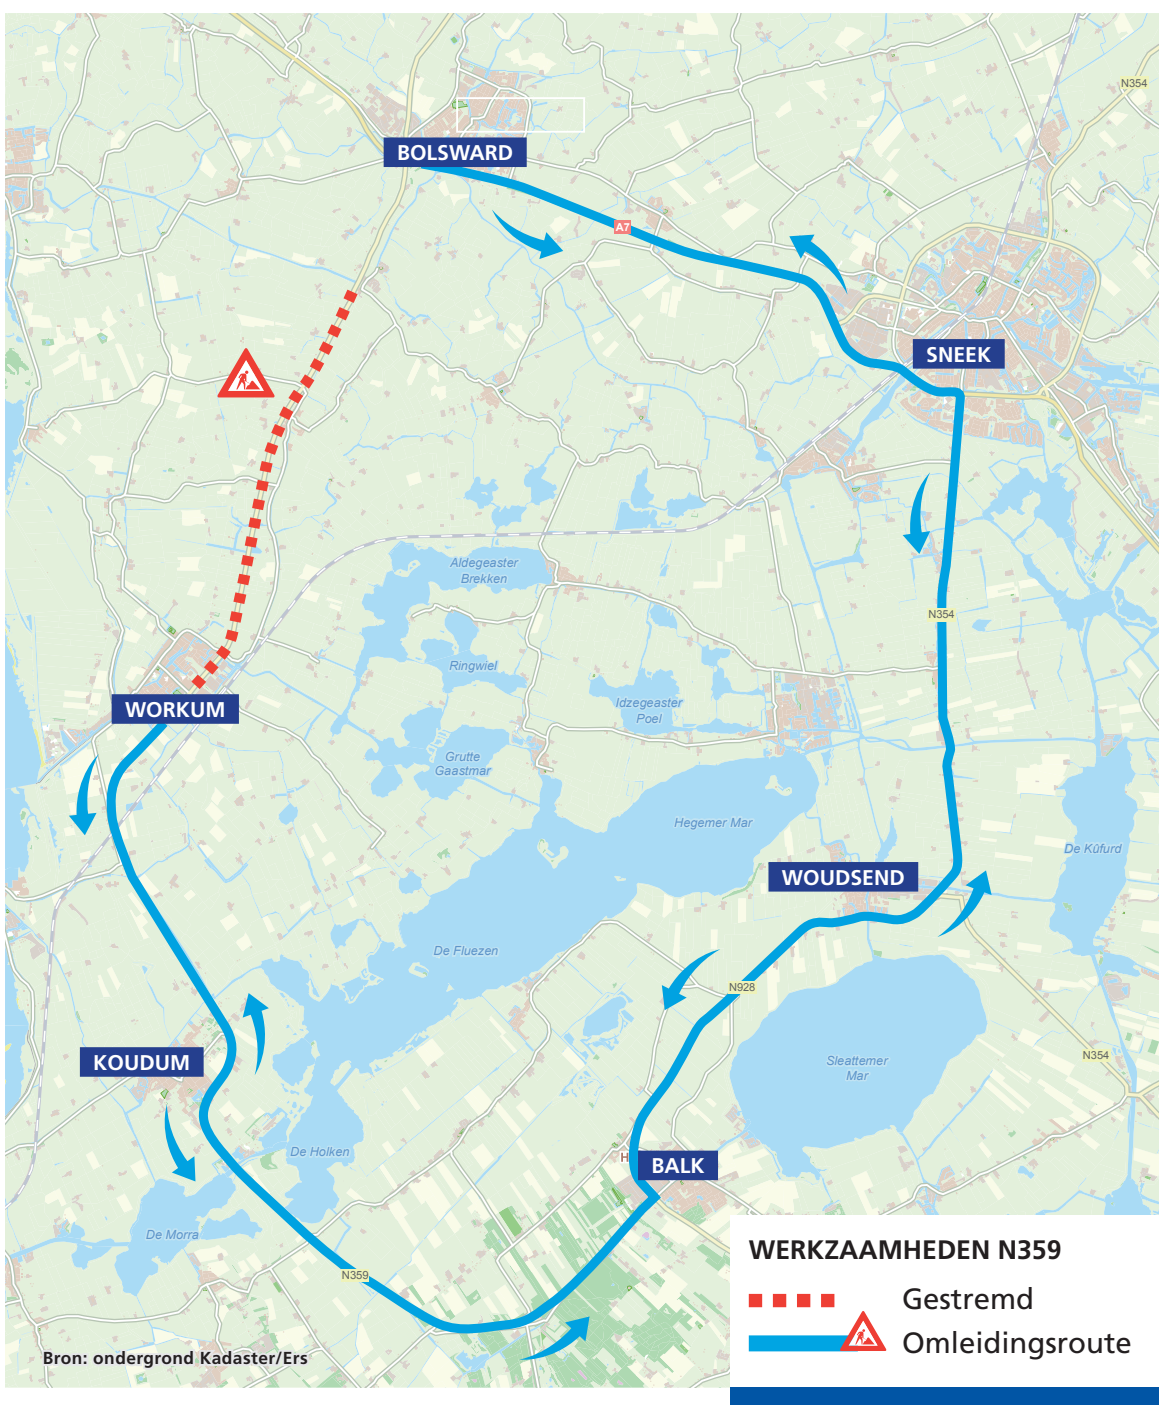 N354
BOLSWARD
A7
SNEEK
Aldegeaster
Brekken
N354
Ringwiel
Idzegeaster
Poel
WORKUM
Grutte
Gaastmar
Hegemer Mar
De Kûfurd
WOUDSEND
De Fluezen
N928
KOUDUM
Sleattemer
Mar
N354
De Holken
H
BALK
De Morra
N359
WERKZAAMHEDEN N359
Gestremd
Omleidingsroute
Bron: ondergrond Kadaster/Ers